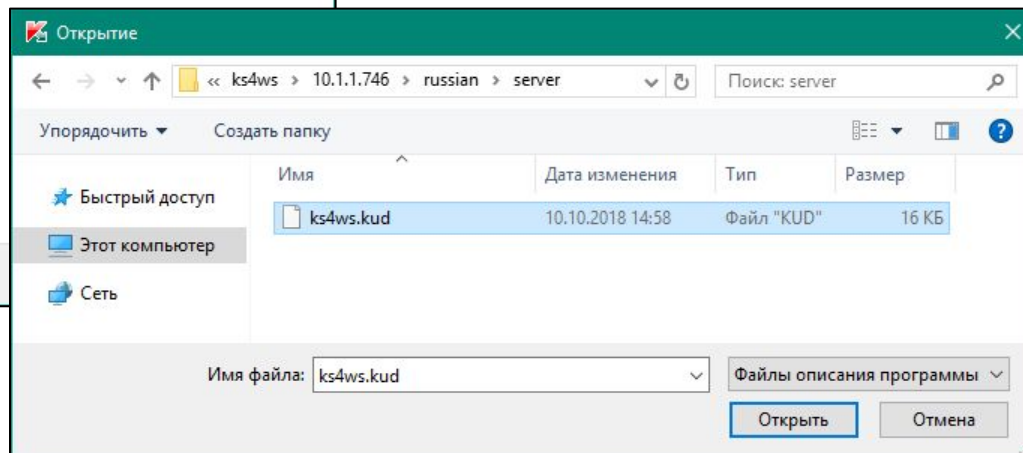 Открытие
« ks4ws > 10.1.1.746 > russian > server
Поиск: server
Упорядочить
Создать папку
Имя Дата изменения Тип Размер
Быстрый доступ
ks4ws.kud 10.10.2018 14:58 Файл "KUD" 16 КБ
Этот компьютер
Сеть
Имя файла: ks4ws.kud
Файлы описания программы
Открыть Отмена